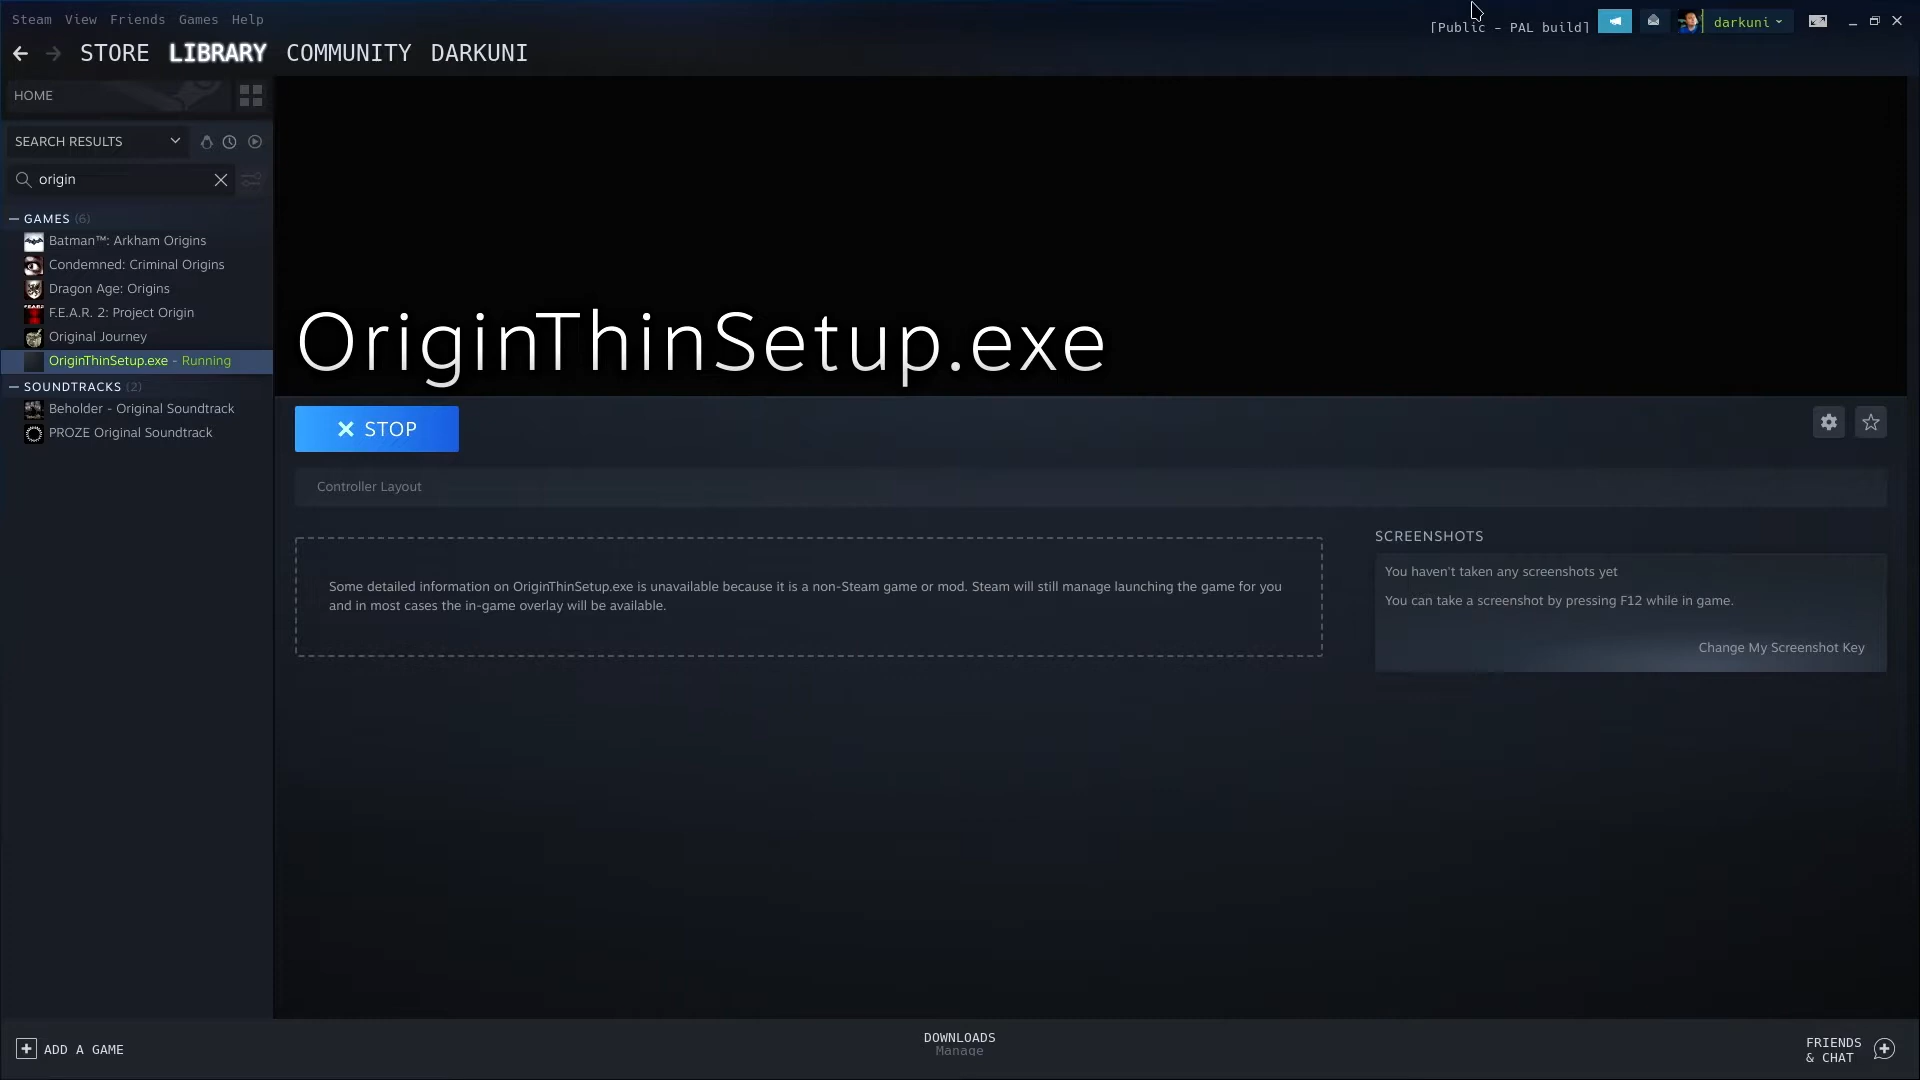 Steam View Friends Games Help
[Public - PAL build]
darkuni
STORE LIBRARY COMMUNITY DARKUNI
HOME
SEARCH RESULTS
origin
GAMES (6)
Batman™: Arkham Origins
Condemned: Criminal Origins
Dragon Age: Origins
F.E.A.R. 2: Project Origin
Original Journey
OriginThinSetup.exe - Running
SOUNDTRACKS (2)
Beholder - Original Soundtrack
PROZE Original Soundtrack
OriginThinSetup.exe
STOP
Controller Layout
Some detailed information on OriginThinSetup.exe is unavailable because it is a non-Steam game or mod. Steam will still manage launching the game for you
and in most cases the in-game overlay will be available.
SCREENSHOTS
You haven't taken any screenshots yet
You can take a screenshot by pressing F12 while in game.
Change My Screenshot Key
ADD A GAME
DOWNLOADS
Manage
FRIENDS
& CHAT